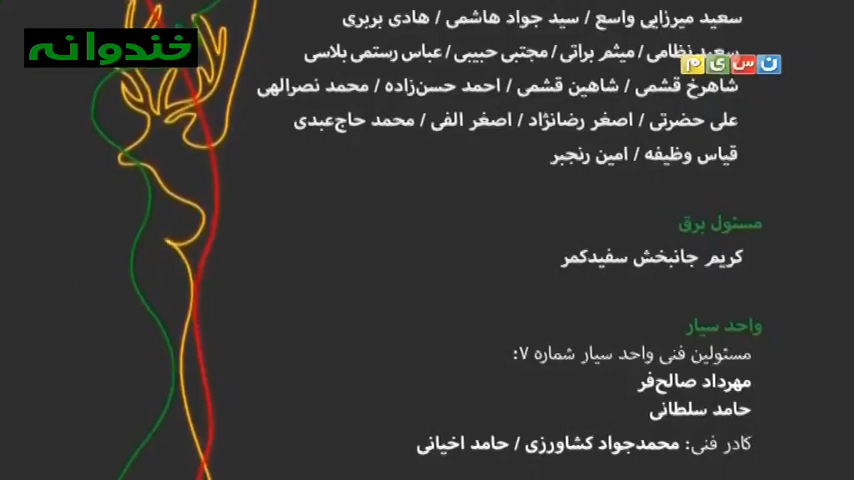 خندوانه
نسیم
سعید میرزایی واسع / سید جواد هاشمی / هادی بربری
سعید نظامی / میثم براتی / مجتبی حبیبی / عباس رستمی بلاسی
شاهرخ قشمی / شاهین قشمی / احمد حسن‌زاده / محمد نصرالهی
علی حضرتی / اصغر رضانژاد / اصغر الفی / محمد حاج‌عبدی
قیاس وظیفه / امین رنجبر
مسئول برق
کریم جانبخش سفیدکمر
واحد سیار
مسئولین فنی واحد سیار شماره ۷:
مهرداد صالح‌فر
حامد سلطانی
کادر فنی: محمدجواد کشاورزی / حامد اخیانی